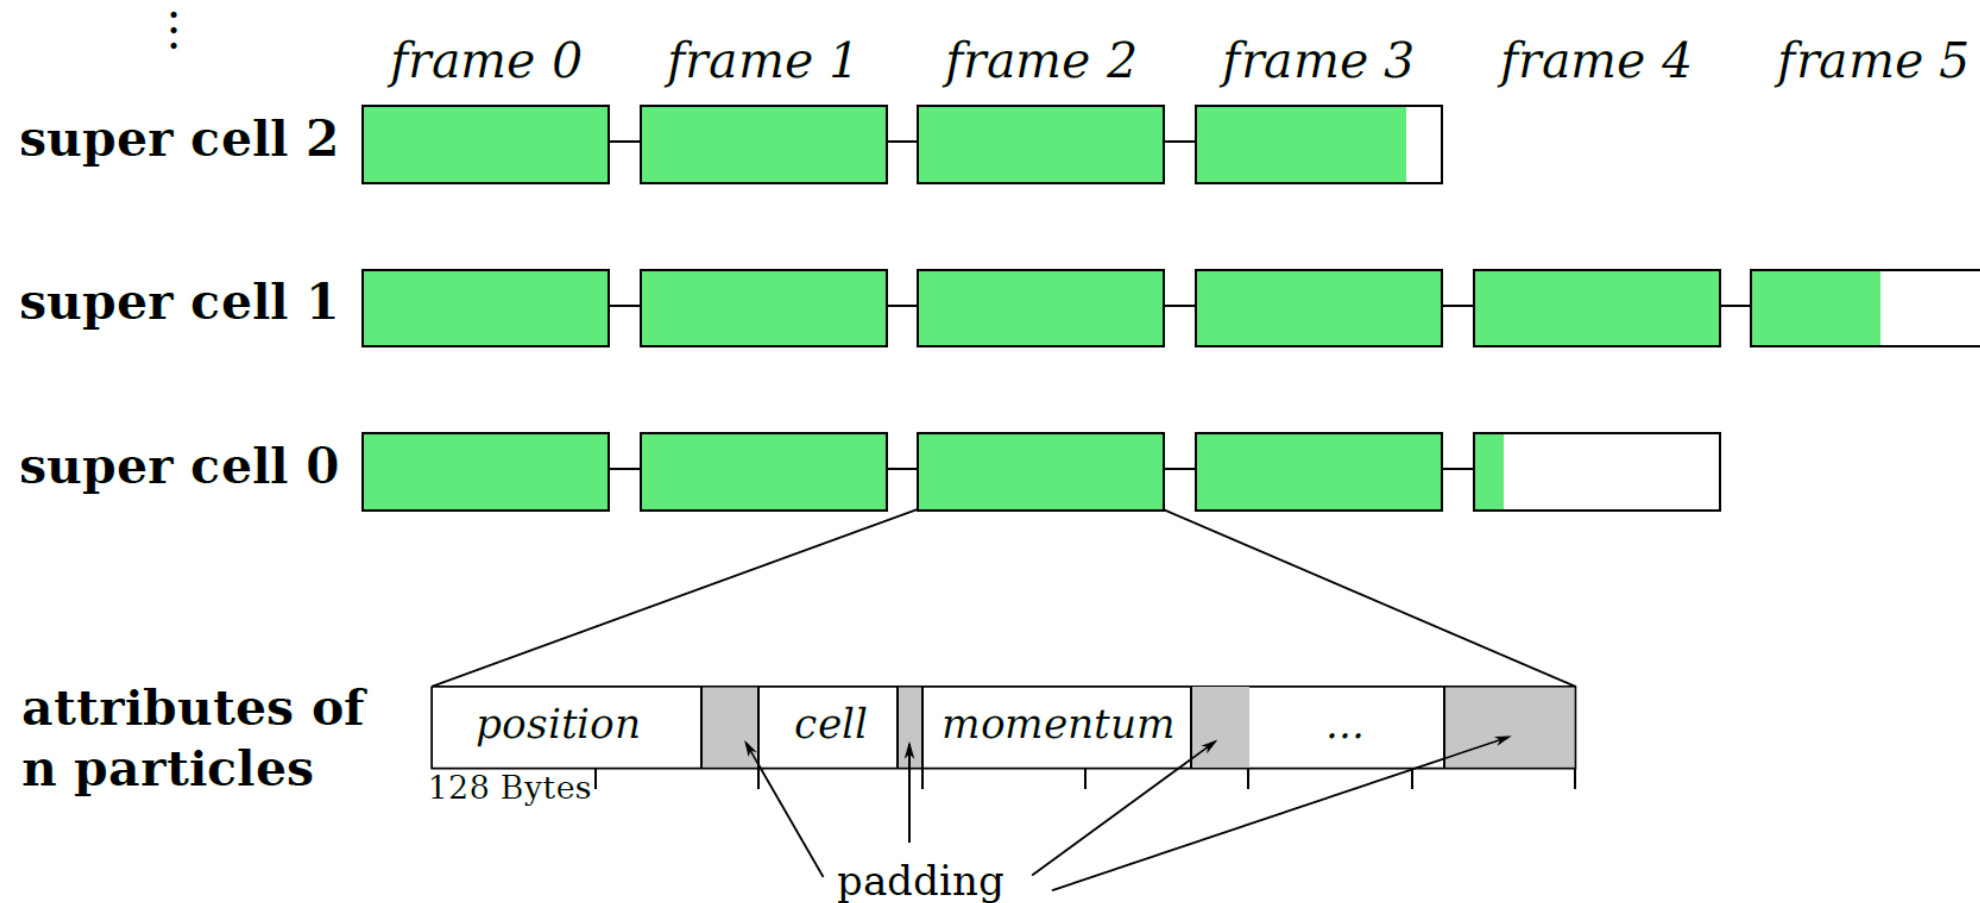 ⋮
frame 0 frame 1 frame 2 frame 3 frame 4 frame 5
super cell 2
super cell 1
super cell 0
attributes of
n particles
position cell momentum ...
128 Bytes
padding